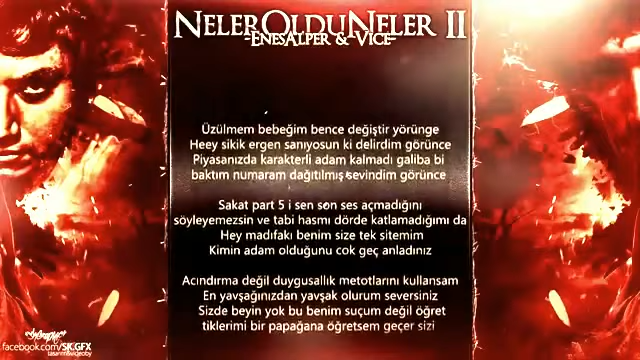 NelerOlduNeler II
-EnesAlper & Vice-
Üzülmem bebeğim bence değiştir yörünge
Heey sikik ergen sanıyosun ki delirdim görünce
Piyasanızda karakterli adam kalmadı galiba bi
baktım numaram dağıtılmış sevindim görünce
Sakat part 5 i sen sen ses açmadığını
söyleyemezsin ve tabi hasmı dörde katlamadığımı da
Hey madıfakı benim size tek sitemim
Kimin adam olduğunu cok geç anladınız
Acındırma değil duygusallık metotlarını kullansam
En yavşağınızdan yavşak olurum seversiniz
Sizde beyin yok bu benim suçum değil öğret
tiklerimi bir papağana öğretsem geçer sizi
facebook.com/SK.GFX